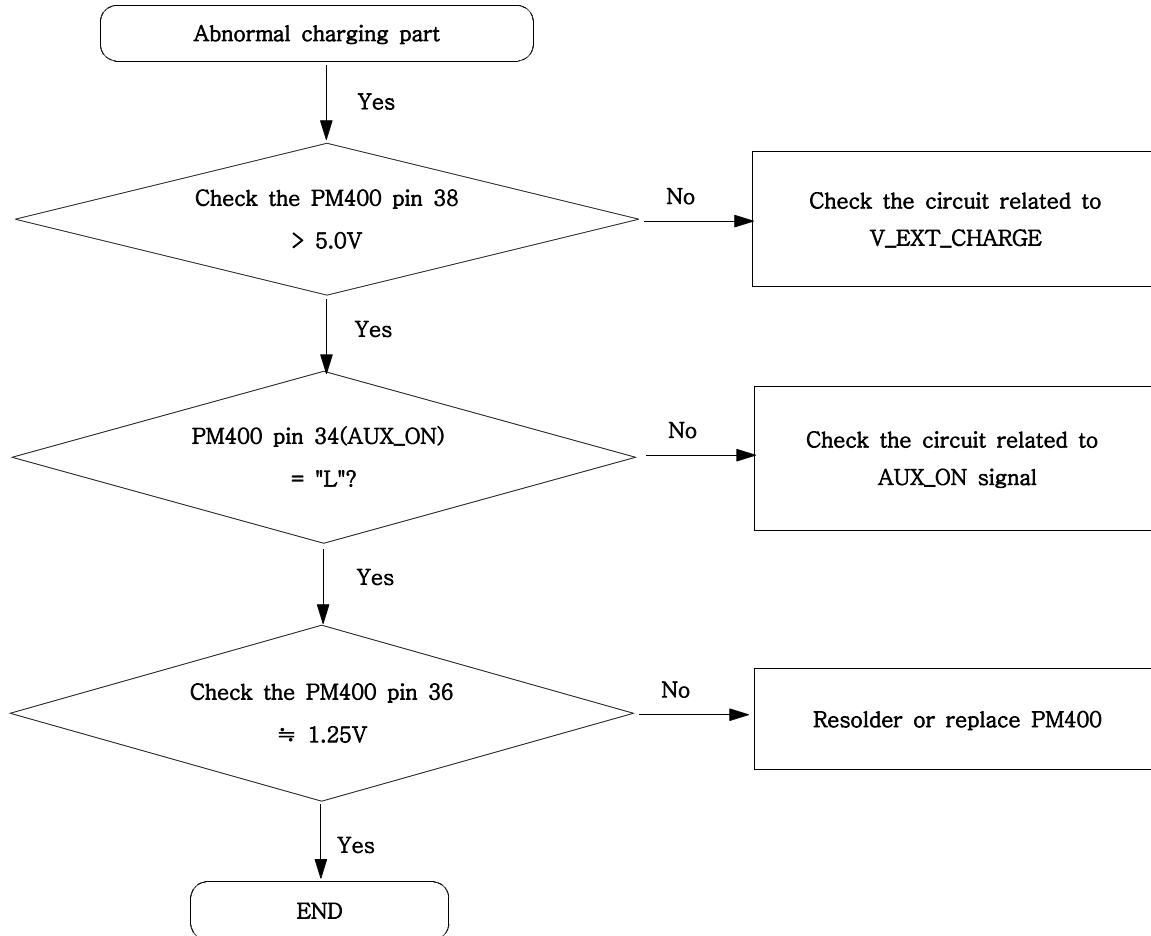 Abnormal charging part
Yes
Check the PM400 pin 38
> 5.0V
No
Check the circuit related to
V_EXT_CHARGE
Yes
PM400 pin 34(AUX_ON)
= "L"?
No
Check the circuit related to
AUX_ON signal
Yes
Check the PM400 pin 36
≒ 1.25V
No
Resolder or replace PM400
Yes
END